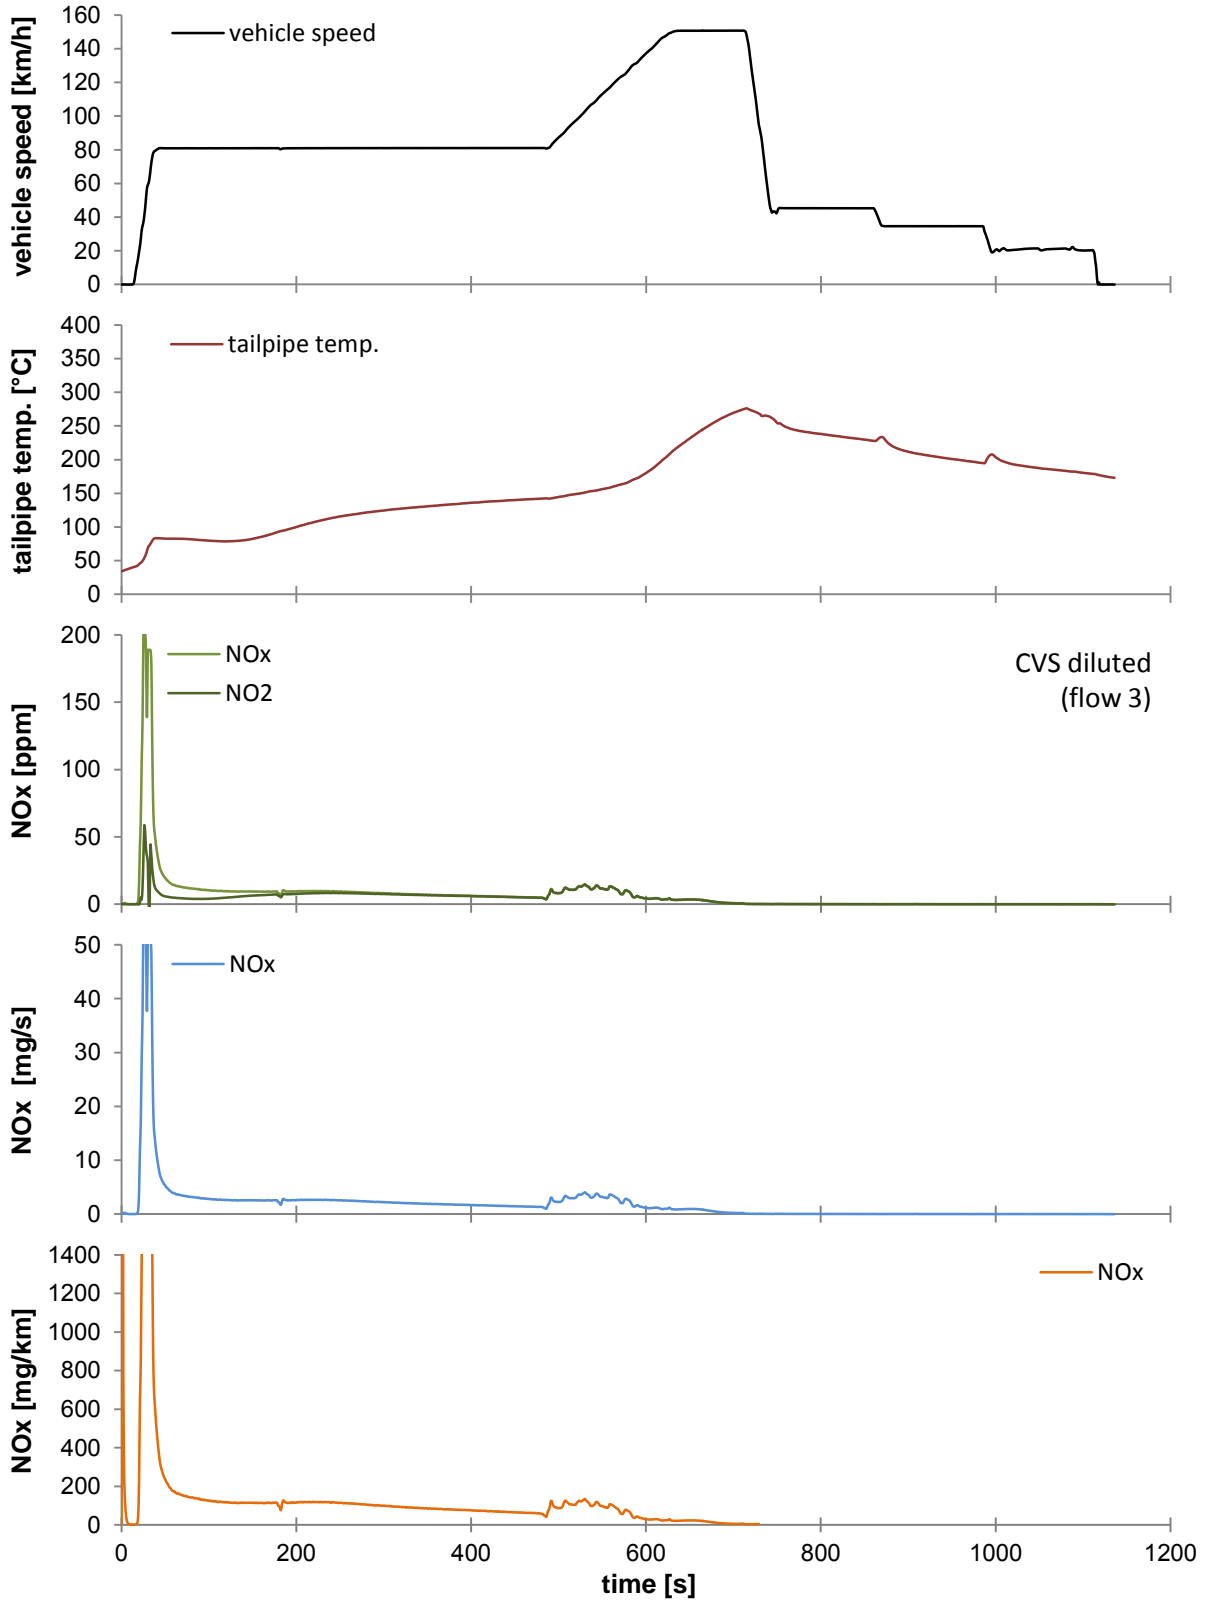 vehicle speed [km/h]
160
140
120
100
80
60
40
20
0
vehicle speed
tailpipe temp. [°C]
400
350
300
250
200
150
100
50
0
tailpipe temp.
NOx [ppm]
200
150
100
50
0
NOx
NO2
CVS diluted
(flow 3)
NOx [mg/s]
50
40
30
20
10
0
NOx
NOx [mg/km]
1400
1200
1000
800
600
400
200
0
NOx
0 200 400 600 800 1000 1200
time [s]